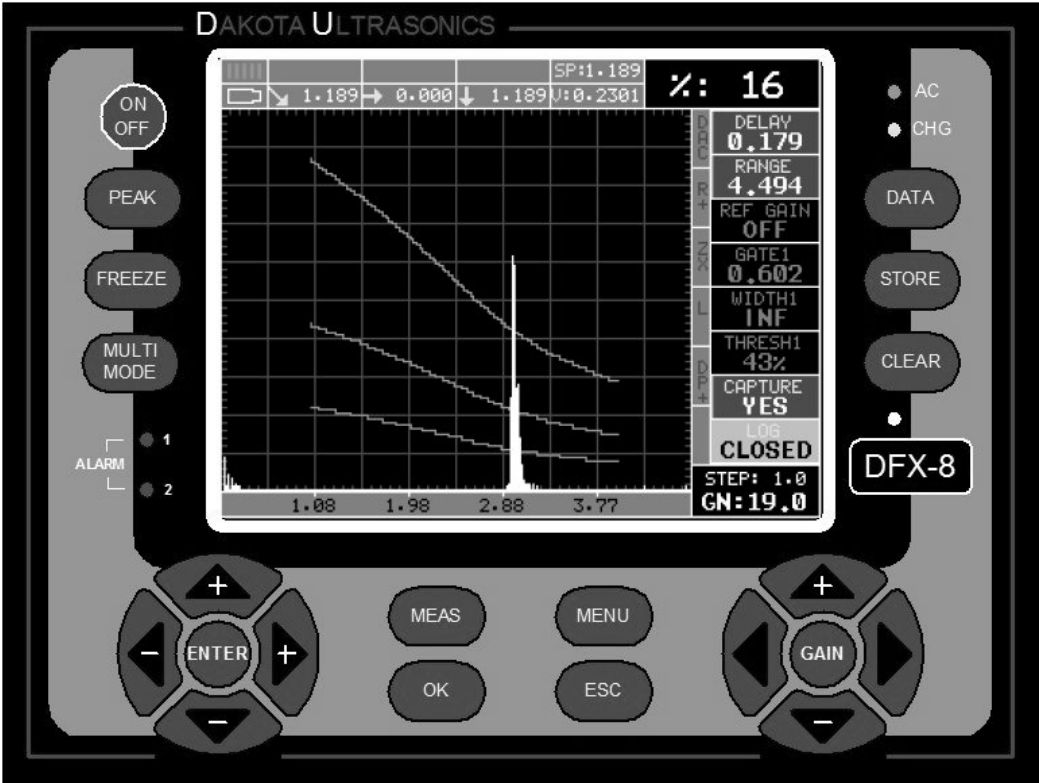 DAKOTA ULTRASONICS
ON
OFF
PEAK
FREEZE
MULTI
MODE
ALARM
1
2
SP:1.189
1.189 0.000 1.189 V:0.2301
%: 16
DAC
R+
ZX
L
DP+
DELAY
0.179
RANGE
4.494
REF GAIN
OFF
GATE1
0.602
WIDTH1
INF
THRESH1
43%
CAPTURE
YES
LOG
CLOSED
STEP: 1.0
GN:19.0
1.08 1.98 2.88 3.77
AC
CHG
DATA
STORE
CLEAR
DFX-8
+
- ENTER +
-
MEAS MENU
OK ESC
+
GAIN
-